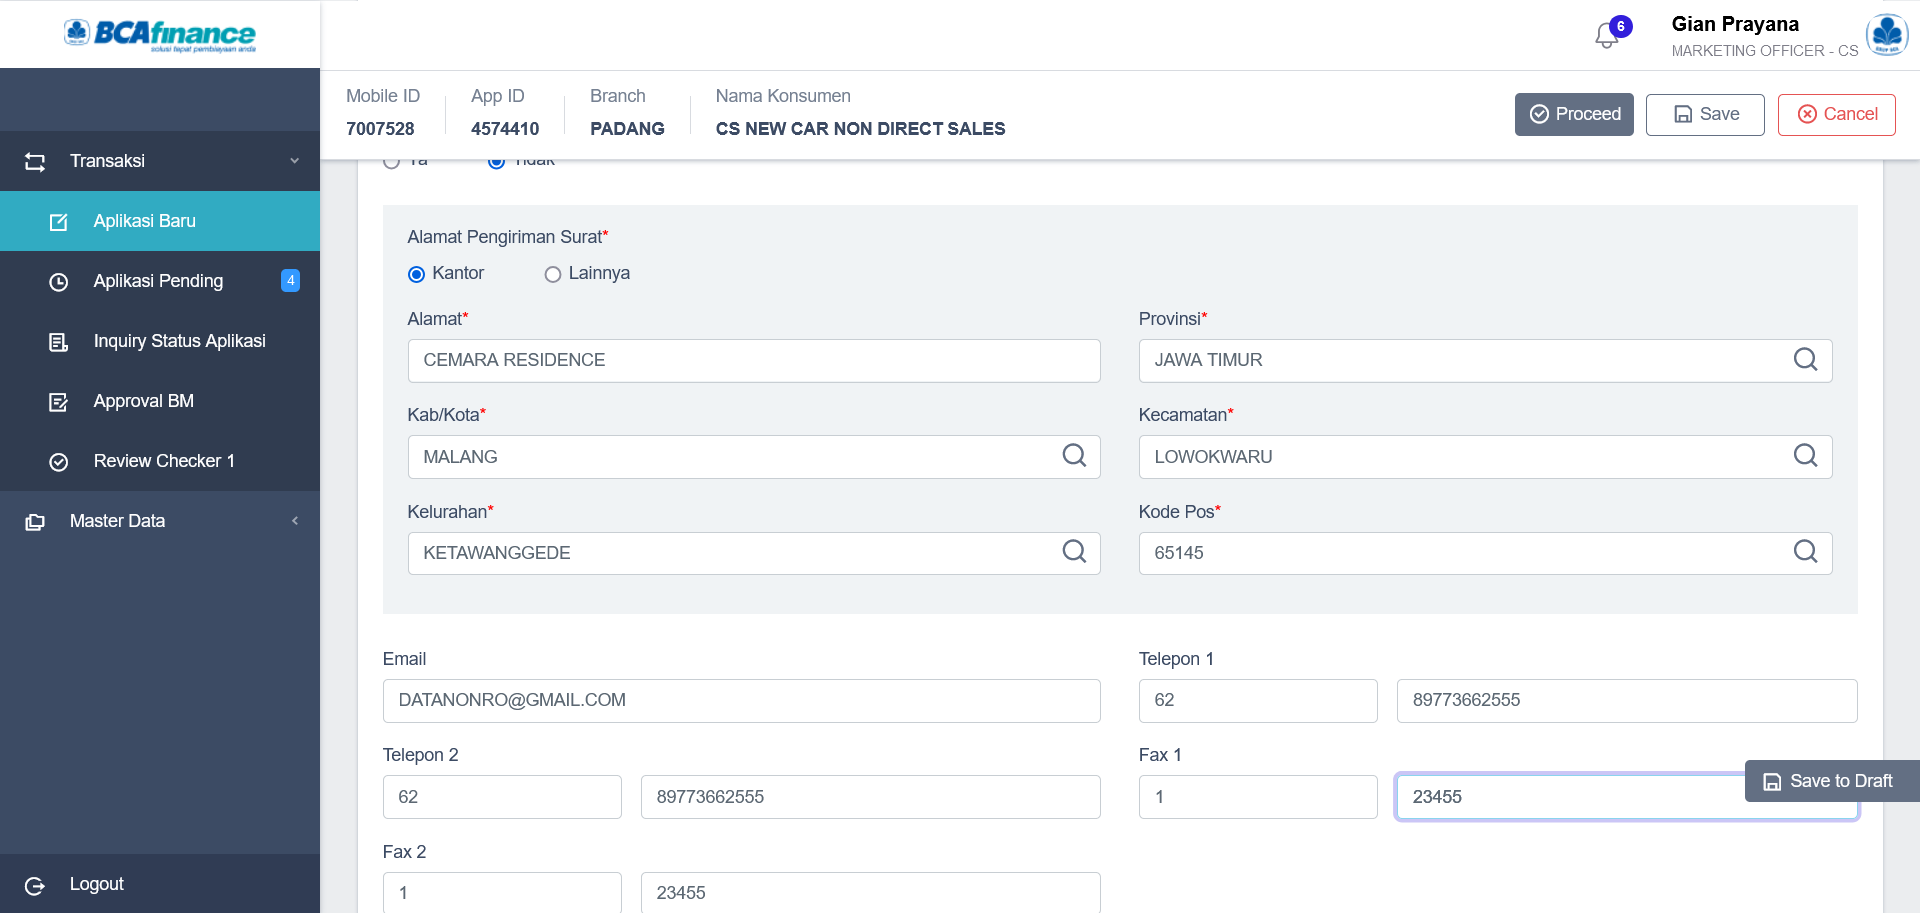 BCAfinance
solusi tepat pembiayaan anda
6
Gian Prayana
MARKETING OFFICER - CS
Mobile ID
7007528
App ID
4574410
Branch
PADANG
Nama Konsumen
CS NEW CAR NON DIRECT SALES
Proceed
Save
Cancel
Transaksi
Aplikasi Baru
Aplikasi Pending
4
Inquiry Status Aplikasi
Approval BM
Review Checker 1
Master Data
Logout
Ya
Tidak
Alamat Pengiriman Surat*
Kantor
Lainnya
Alamat*
CEMARA RESIDENCE
Provinsi*
JAWA TIMUR
Kab/Kota*
MALANG
Kecamatan*
LOWOKWARU
Kelurahan*
KETAWANGGEDE
Kode Pos*
65145
Email
DATANONRO@GMAIL.COM
Telepon 1
62
89773662555
Telepon 2
62
89773662555
Fax 1
1
23455
Save to Draft
Fax 2
1
23455